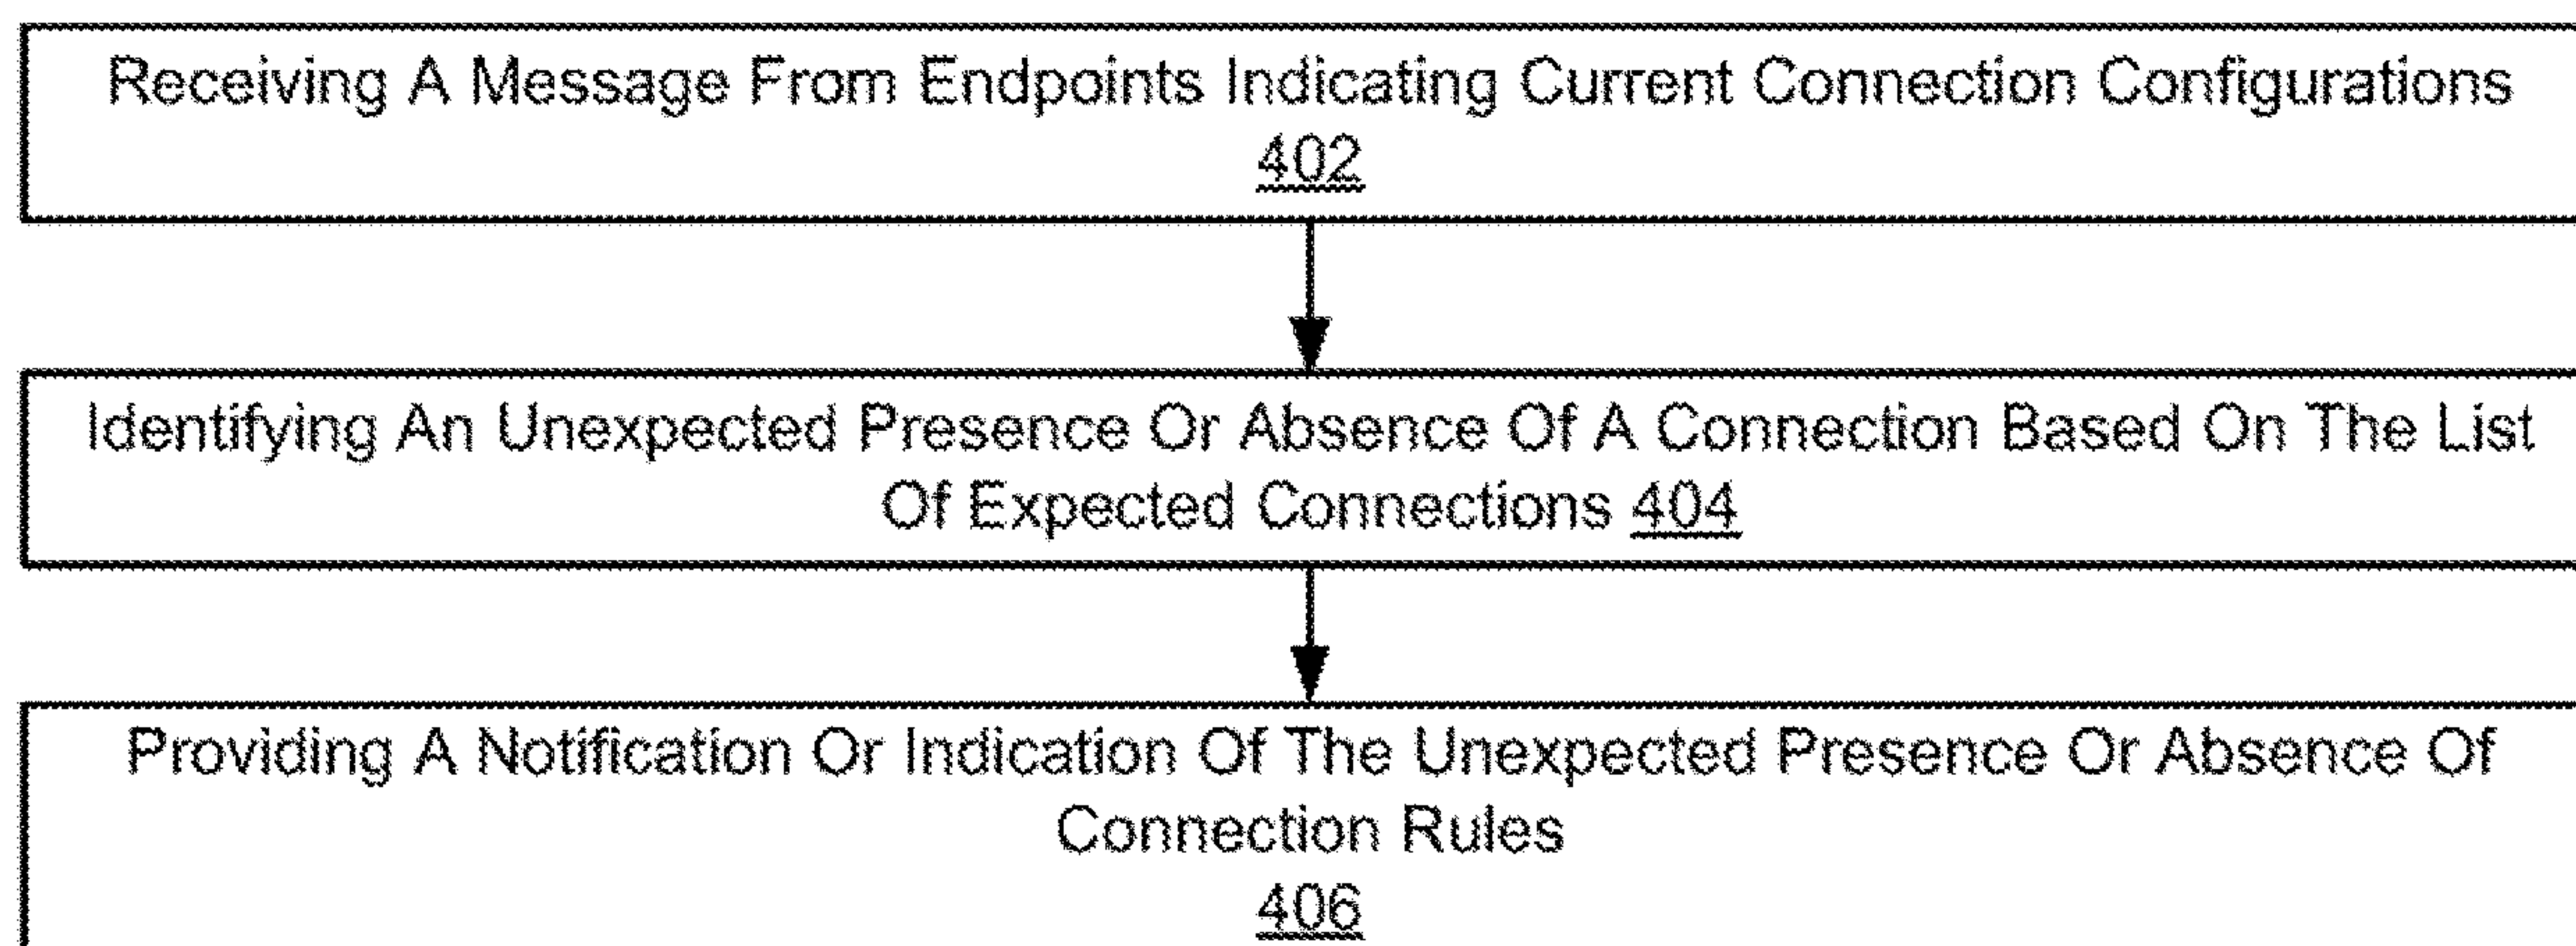 Receiving A Message From Endpoints Indicating Current Connection Configurations
402
Identifying An Unexpected Presence Or Absence Of A Connection Based On The List
Of Expected Connections 404
Providing A Notification Or Indication Of The Unexpected Presence Or Absence Of
Connection Rules
406